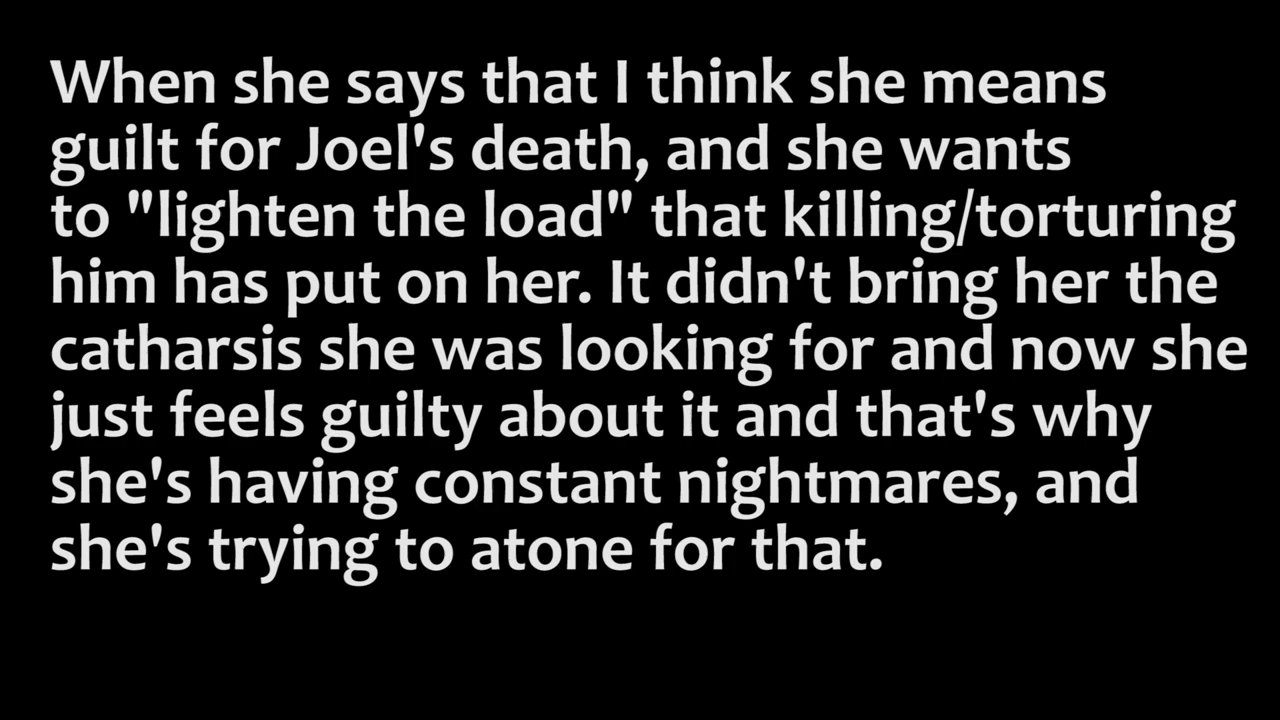 When she says that I think she means
guilt for Joel's death, and she wants
to "lighten the load" that killing/torturing
him has put on her. It didn't bring her the
catharsis she was looking for and now she
just feels guilty about it and that's why
she's having constant nightmares, and
she's trying to atone for that.